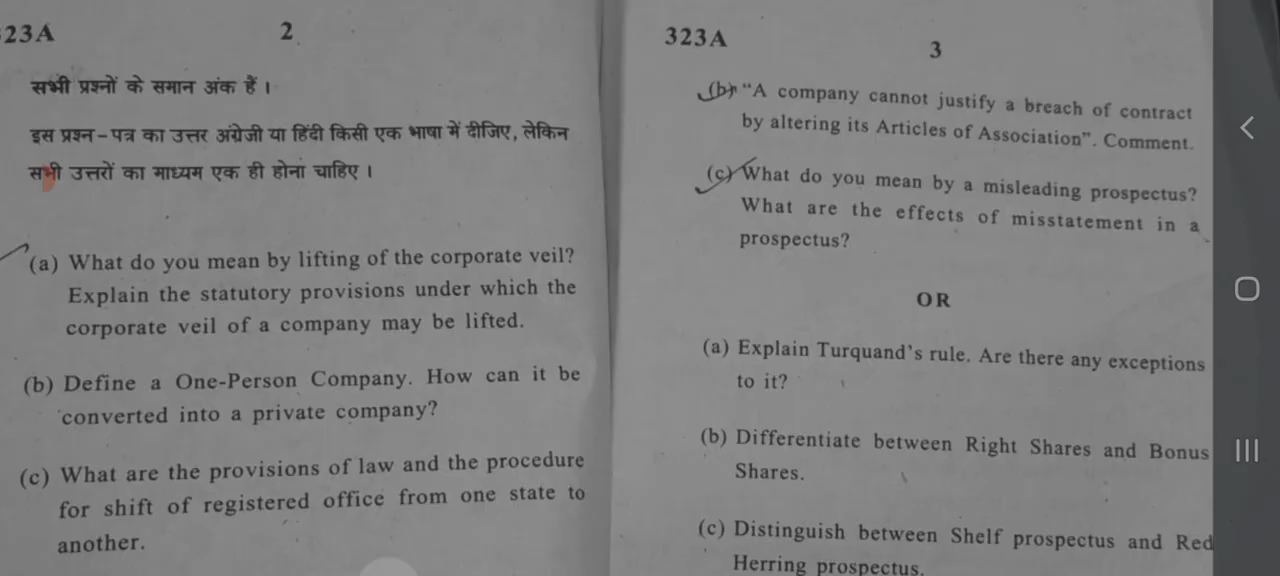 23A
2
सभी प्रश्नों के समान अंक हैं ।
इस प्रश्न-पत्र का उत्तर अंग्रेजी या हिंदी किसी एक भाषा में दीजिए, लेकिन
सभी उत्तरों का माध्यम एक ही होना चाहिए ।
(a) What do you mean by lifting of the corporate veil?
Explain the statutory provisions under which the
corporate veil of a company may be lifted.
(b) Define a One-Person Company. How can it be
converted into a private company?
(c) What are the provisions of law and the procedure
for shift of registered office from one state to
another.
323A
3
(b) "A company cannot justify a breach of contract
by altering its Articles of Association". Comment.
(c) What do you mean by a misleading prospectus?
What are the effects of misstatement in a
prospectus?
OR
(a) Explain Turquand's rule. Are there any exceptions
to it?
(b) Differentiate between Right Shares and Bonus
Shares.
(c) Distinguish between Shelf prospectus and Red
Herring prospectus.